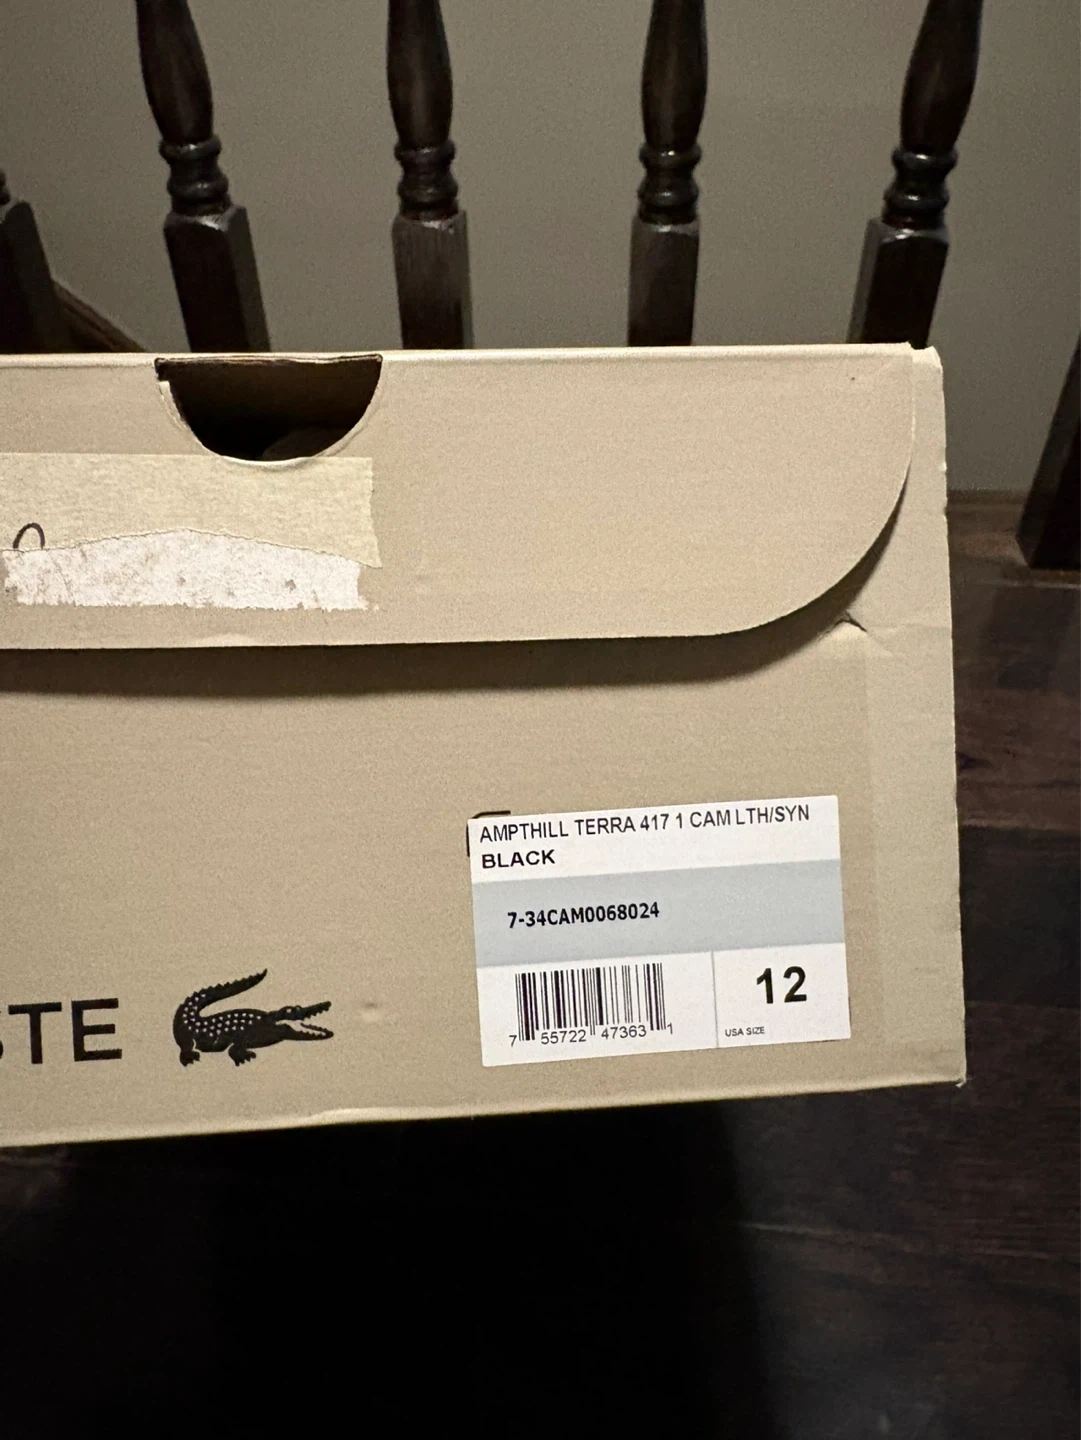 AMPTHILL TERRA 417 1 CAM LTH/SYN
BLACK
7-34CAM0068024
7 55722 47363 1
12
USA SIZE
STE